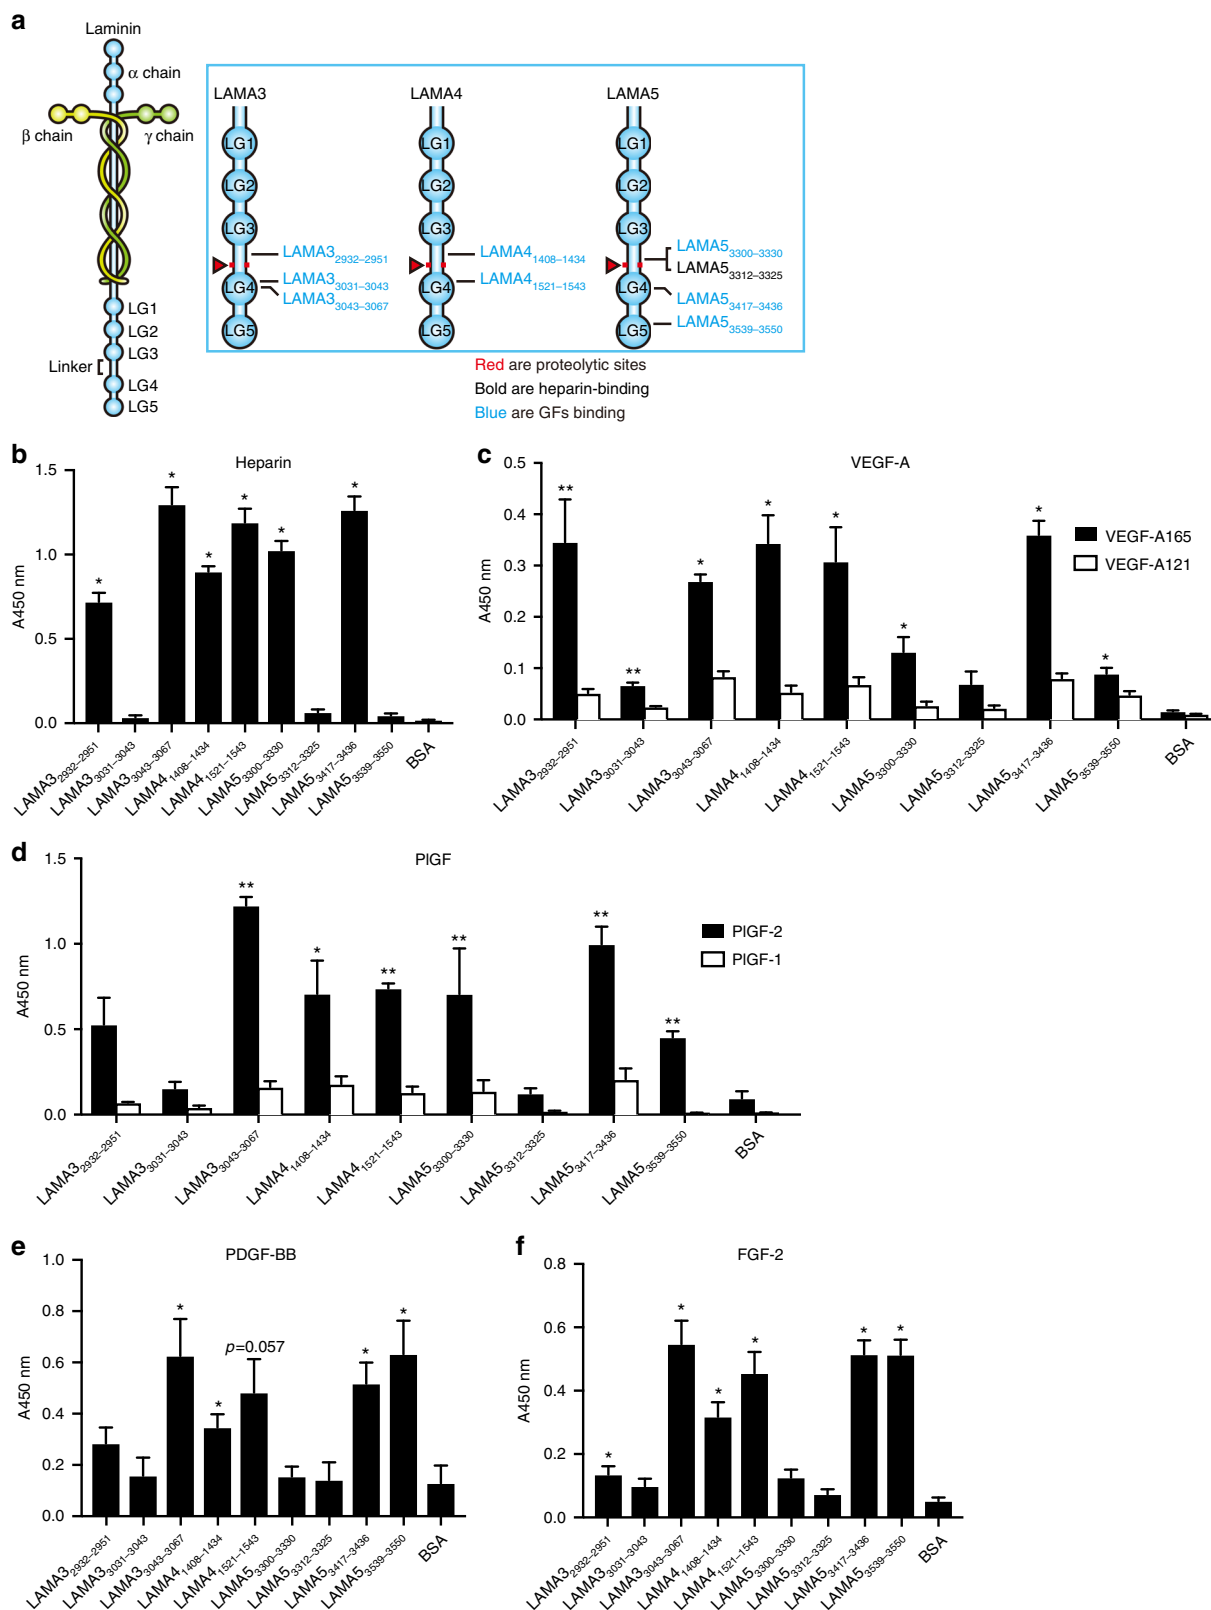 a
Laminin
α chain
β chain
γ chain
LG1
LG2
LG3
Linker
LG4
LG5
LAMA3
LG1
LG2
LG3
LG4
LG5
LAMA3 2932–2951
LAMA3 3031–3043
LAMA3 3043–3067
LAMA4
LG1
LG2
LG3
LG4
LG5
LAMA4 1408–1434
LAMA4 1521–1543
LAMA5
LG1
LG2
LG3
LG4
LG5
LAMA5 3300–3330
LAMA5 3312–3325
LAMA5 3417–3436
LAMA5 3539–3550
Red are proteolytic sites
Bold are heparin-binding
Blue are GFs binding
b
Heparin
A450 nm
1.5
1.0
0.5
0.0
* * * * * *
LAMA3 2932–2951
LAMA3 3031–3043
LAMA3 3043–3067
LAMA4 1408–1434
LAMA4 1521–1543
LAMA5 3300–3330
LAMA5 3312–3325
LAMA5 3417–3436
LAMA5 3539–3550
BSA
c
VEGF-A
A450 nm
0.5
0.4
0.3
0.2
0.1
0.0
** ** * * * * * *
VEGF-A165
VEGF-A121
LAMA3 2932–2951
LAMA3 3031–3043
LAMA3 3043–3067
LAMA4 1408–1434
LAMA4 1521–1543
LAMA5 3300–3330
LAMA5 3312–3325
LAMA5 3417–3436
LAMA5 3539–3550
BSA
d
PlGF
A450 nm
1.5
1.0
0.5
0.0
** * ** ** ** **
PlGF-2
PlGF-1
LAMA3 2932–2951
LAMA3 3031–3043
LAMA3 3043–3067
LAMA4 1408–1434
LAMA4 1521–1543
LAMA5 3300–3330
LAMA5 3312–3325
LAMA5 3417–3436
LAMA5 3539–3550
BSA
e
PDGF-BB
A450 nm
1.0
0.8
0.6
0.4
0.2
0.0
* * p=0.057 * *
LAMA3 2932–2951
LAMA3 3031–3043
LAMA3 3043–3067
LAMA4 1408–1434
LAMA4 1521–1543
LAMA5 3300–3330
LAMA5 3312–3325
LAMA5 3417–3436
LAMA5 3539–3550
BSA
f
FGF-2
A450 nm
0.8
0.6
0.4
0.2
0.0
* * * * * *
LAMA3 2932–2951
LAMA3 3031–3043
LAMA3 3043–3067
LAMA4 1408–1434
LAMA4 1521–1543
LAMA5 3300–3330
LAMA5 3312–3325
LAMA5 3417–3436
LAMA5 3539–3550
BSA